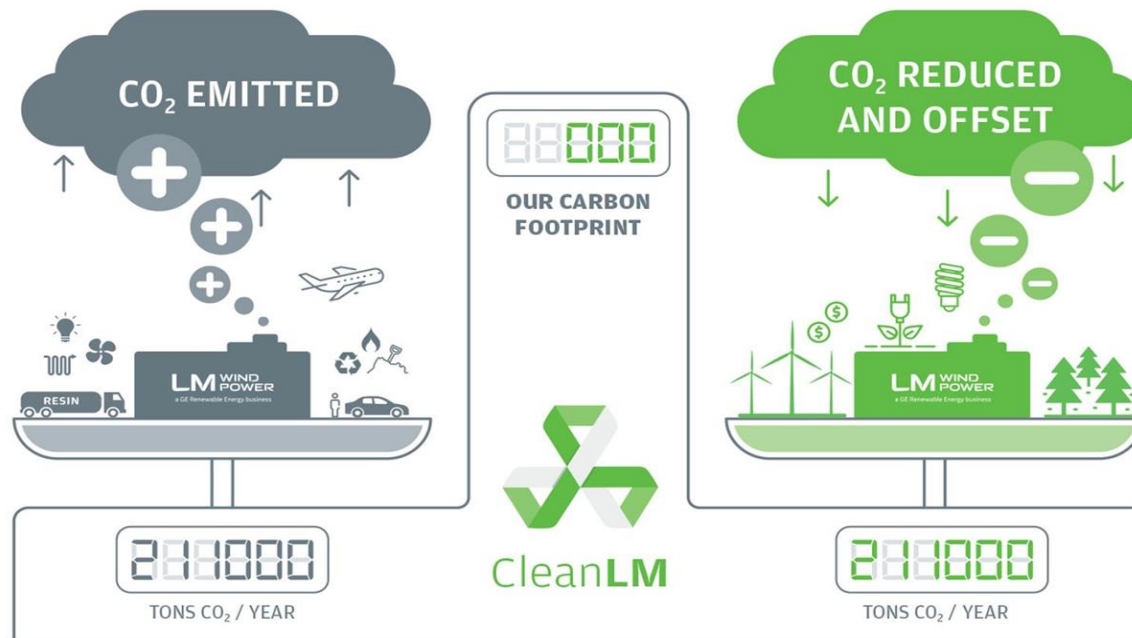 CO₂ EMITTED
CO₂ REDUCED
AND OFFSET
000
OUR CARBON
FOOTPRINT
RESIN
LM WIND POWER
a GE Renewable Energy business
$
$
LM WIND POWER
a GE Renewable Energy business
211000
TONS CO₂ / YEAR
CleanLM
211000
TONS CO₂ / YEAR